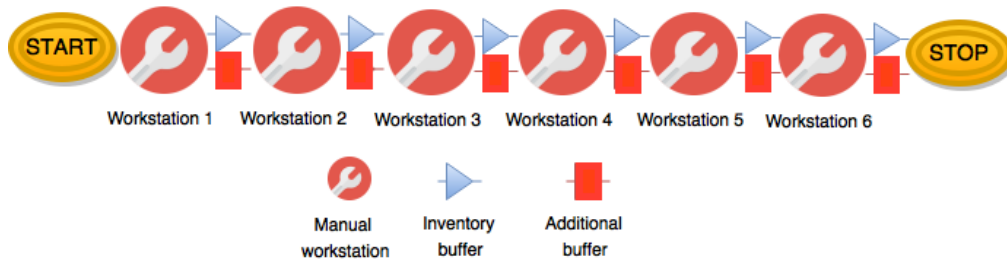 START
STOP
Workstation 1
Workstation 2
Workstation 3
Workstation 4
Workstation 5
Workstation 6
Manual
workstation
Inventory
buffer
Additional
buffer